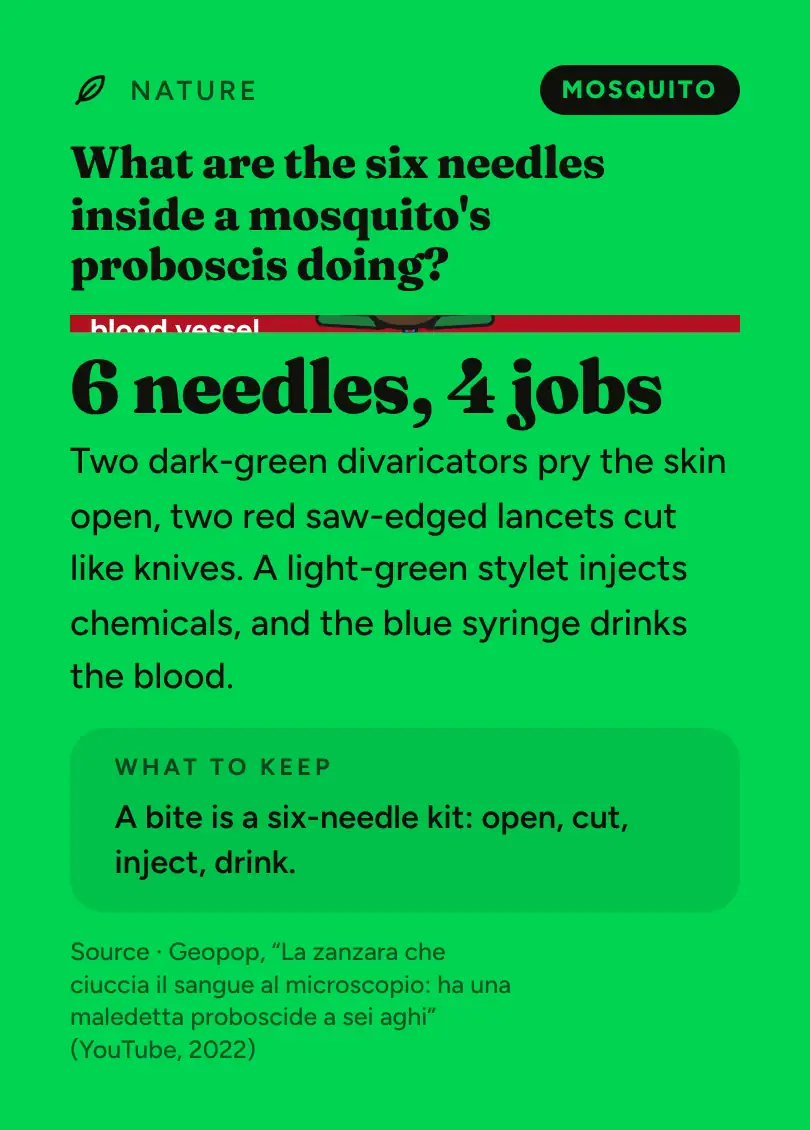 NATURE
MOSQUITO
What are the six needles
inside a mosquito's
proboscis doing?
blood vessel
6 needles, 4 jobs
Two dark-green divaricators pry the skin
open, two red saw-edged lancets cut
like knives. A light-green stylet injects
chemicals, and the blue syringe drinks
the blood.
WHAT TO KEEP
A bite is a six-needle kit: open, cut,
inject, drink.
Source · Geopop, “La zanzara che
ciuccia il sangue al microscopio: ha una
maledetta proboscide a sei aghi”
(YouTube, 2022)